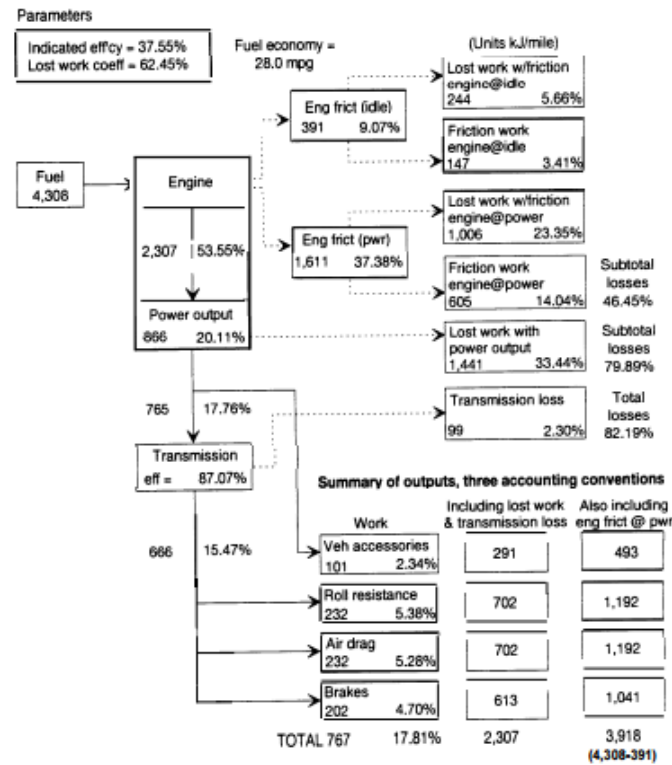 Parameters
Indicated eff'cy = 37.55%
Lost work coeff = 62.45%
Fuel economy =
28.0 mpg
(Units kJ/mile)
Lost work w/friction
engine@idle
244 5.66%
Eng frict (idle)
391 9.07%
Friction work
engine@idle
147 3.41%
Fuel
4,308
Engine
2,307 53.55%
Power output
866 20.11%
Lost work w/friction
engine@power
1,006 23.35%
Eng frict (pwr)
1,611 37.38%
Friction work
engine@power
605 14.04%
Subtotal
losses
46.45%
Lost work with
power output
1,441 33.44%
Subtotal
losses
79.89%
765 17.76%
Transmission loss
99 2.30%
Total
losses
82.19%
Transmission
eff = 87.07%
Summary of outputs, three accounting conventions
Work
Including lost work
& transmission loss
Also including
eng frict @ pwr
666 15.47%
Veh accessories
101 2.34%
291
493
Roll resistance
232 5.38%
702
1,192
Air drag
232 5.28%
702
1,192
Brakes
202 4.70%
613
1,041
TOTAL 767 17.81% 2,307 3,918
(4,308-391)